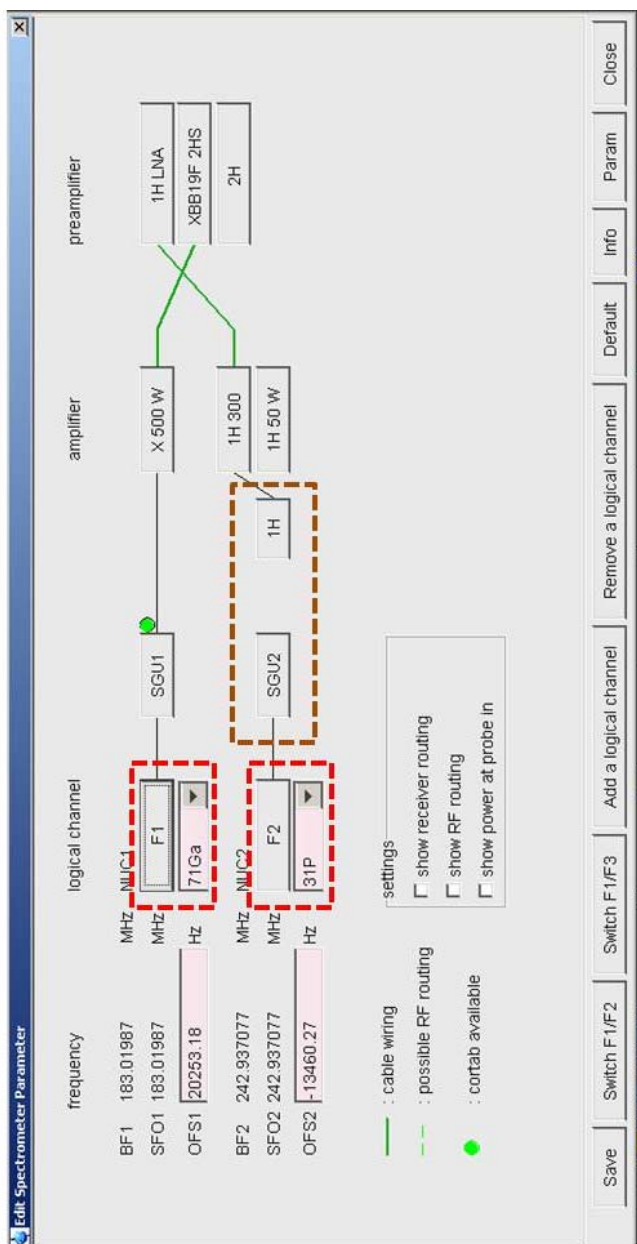 Edit Spectrometer Parameter
frequency logical channel amplifier preamplifier
BF1 183.01987 MHz NUC1
SFO1 183.01987 MHz F1 SGU1 X 500 W 1H LNA
OFS1 20253.18 Hz 71Ga XBB19F 2HS
BF2 242.937077 MHz NUC2 1H 300 2H
SFO2 242.937077 MHz F2 SGU2 1H 1H 50 W
OFS2 -13460.27 Hz 31P
: cable wiring
: possible RF routing
: cortab available
settings
show receiver routing
show RF routing
show power at probe in
Save Switch F1/F2 Switch F1/F3 Add a logical channel Remove a logical channel Default Info Param Close